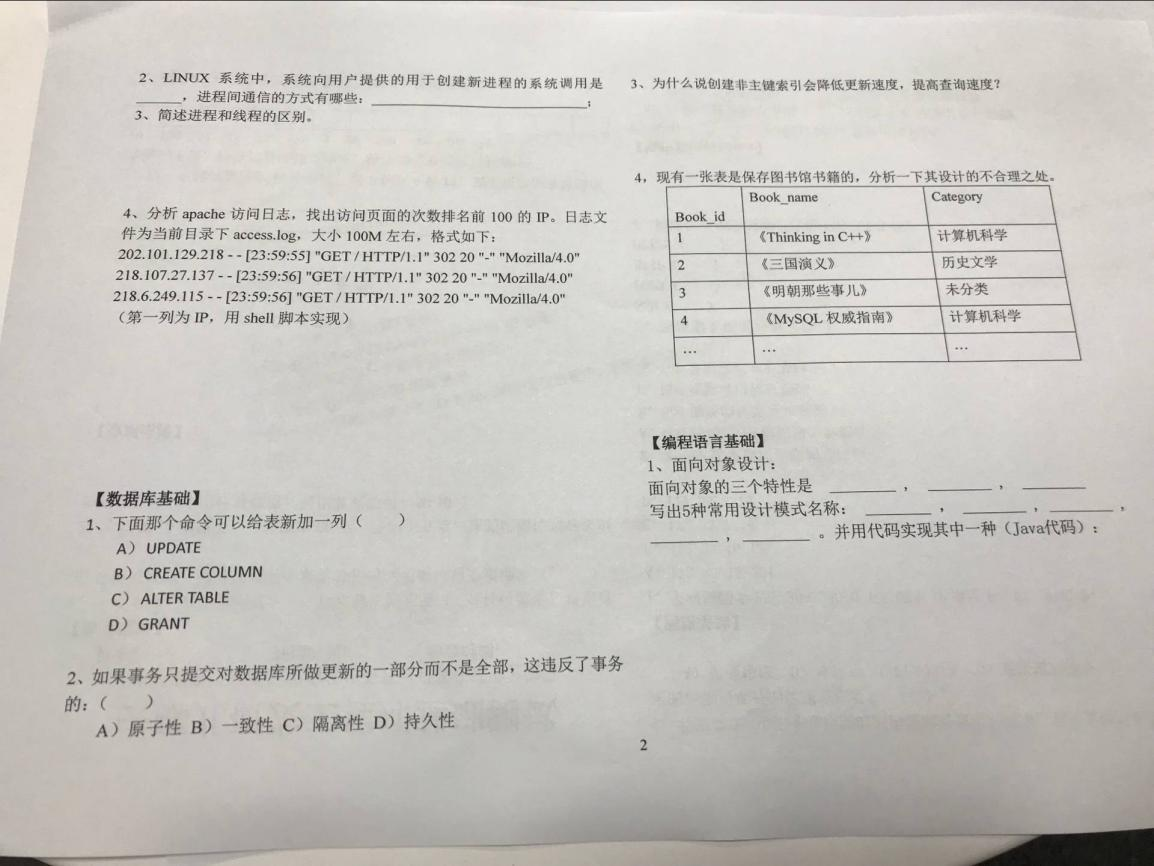 2、LINUX 系统中，系统向用户提供的用于创建新进程的系统调用是
______，进程间通信的方式有哪些：______________________________；
3、简述进程和线程的区别。
4、分析 apache 访问日志，找出访问页面的次数排名前 100 的 IP。日志文
件为当前目录下 access.log，大小 100M 左右，格式如下：
202.101.129.218 - - [23:59:55] "GET / HTTP/1.1" 302 20 "-" "Mozilla/4.0"
218.107.27.137 - - [23:59:56] "GET / HTTP/1.1" 302 20 "-" "Mozilla/4.0"
218.6.249.115 - - [23:59:56] "GET / HTTP/1.1" 302 20 "-" "Mozilla/4.0"
（第一列为 IP，用 shell 脚本实现）
【数据库基础】
1、下面那个命令可以给表新加一列（    ）
A）UPDATE
B）CREATE COLUMN
C）ALTER TABLE
D）GRANT
2、如果事务只提交对数据库所做更新的一部分而不是全部，这违反了事务
的：（    ）
A）原子性 B）一致性 C）隔离性 D）持久性
3、为什么说创建非主键索引会降低更新速度，提高查询速度？
4，现有一张表是保存图书馆书籍的，分析一下其设计的不合理之处。
Book_id Book_name Category
1 《Thinking in C++》 计算机科学
2 《三国演义》 历史文学
3 《明朝那些事儿》 未分类
4 《MySQL 权威指南》 计算机科学
… … …
【编程语言基础】
1、面向对象设计：
面向对象的三个特性是 ________，________，________
写出5种常用设计模式名称： ________，________，________，
________，________。并用代码实现其中一种（Java代码）：
2